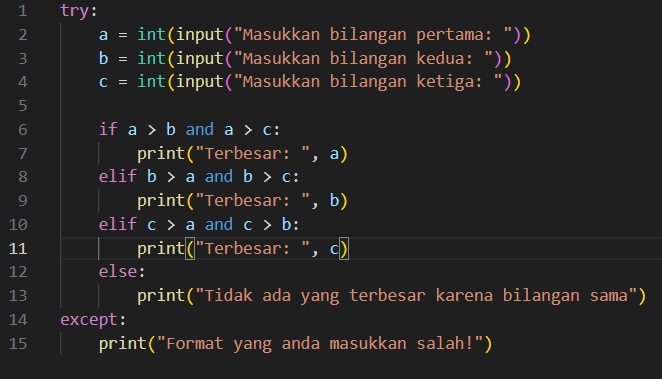 1 try:
2     a = int(input("Masukkan bilangan pertama: "))
3     b = int(input("Masukkan bilangan kedua: "))
4     c = int(input("Masukkan bilangan ketiga: "))
5
6     if a > b and a > c:
7         print("Terbesar: ", a)
8     elif b > a and b > c:
9         print("Terbesar: ", b)
10     elif c > a and c > b:
11         print("Terbesar: ", c)
12     else:
13         print("Tidak ada yang terbesar karena bilangan sama")
14 except:
15     print("Format yang anda masukkan salah!")